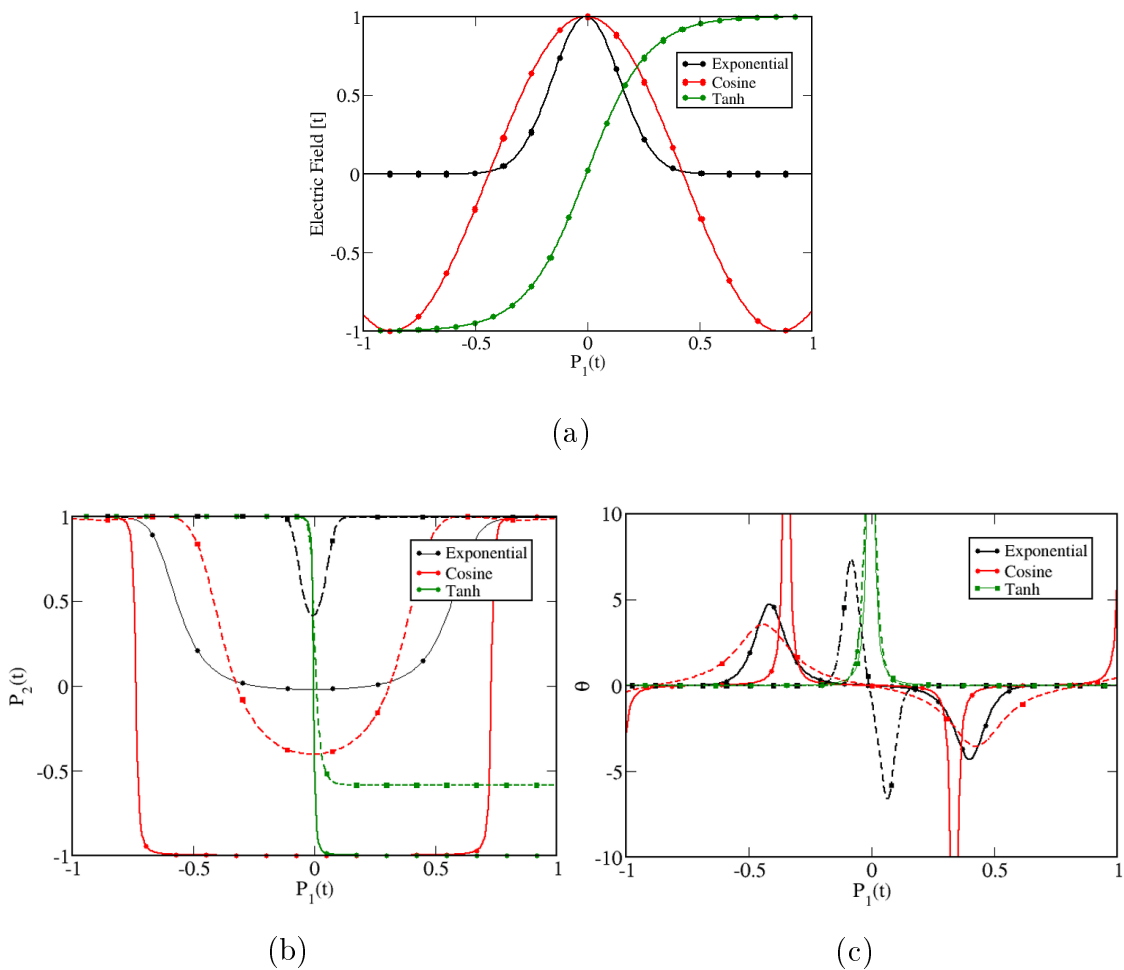 1
0.5
0
-0.5
-1
Electric Field [t]
Exponential
Cosine
Tanh
-1
-0.5
0
0.5
1
P1(t)
(a)
1
0.5
0
-0.5
-1
P2(t)
Exponential
Cosine
Tanh
-1
-0.5
0
0.5
1
P1(t)
(b)
10
5
0
-5
-10
θ
Exponential
Cosine
Tanh
-1
-0.5
0
0.5
1
P1(t)
(c)